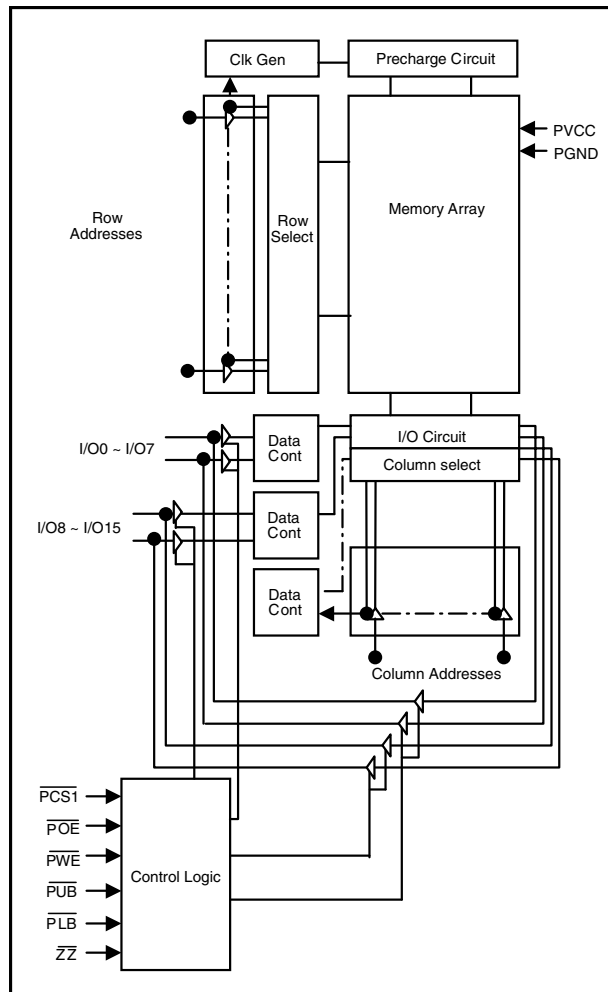 Clk Gen
Precharge Circuit
PVCC
PGND
Row
Addresses
Row
Select
Memory Array
I/O0 ~ I/O7
Data
Cont
I/O Circuit
Column select
I/O8 ~ I/O15
Data
Cont
Data
Cont
Column Addresses
PCS1
POE
PWE
PUB
PLB
ZZ
Control Logic